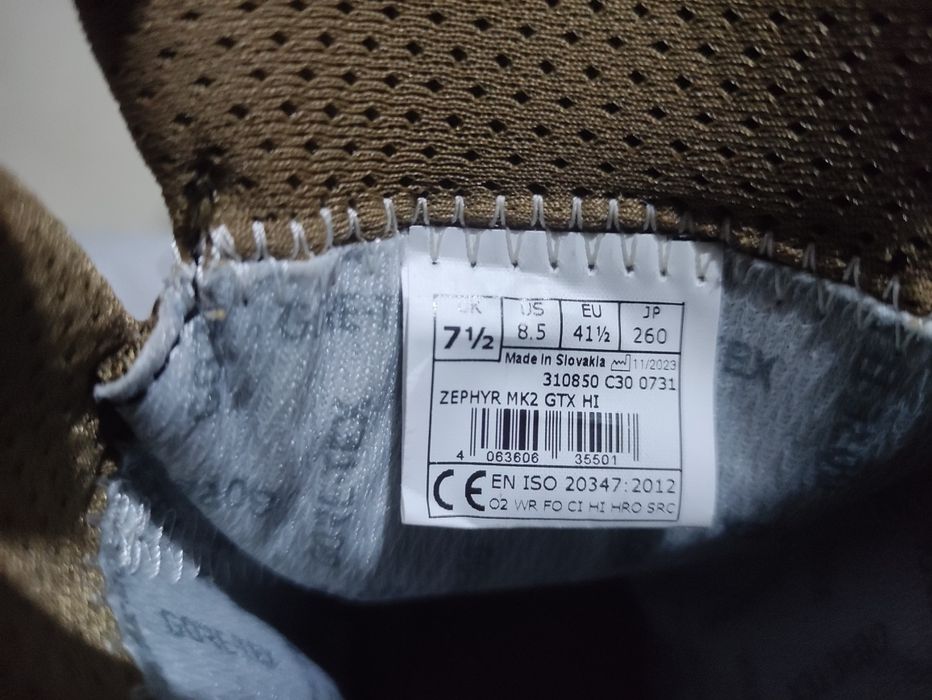 UK US EU JP
7½ 8.5 41½ 260
Made in Slovakia 11/2023
310850 C30 0731
ZEPHYR MK2 GTX HI
4 063606 35501
CE EN ISO 20347:2012
O2 WR FO CI HI HRO SRC
GORE-TEX